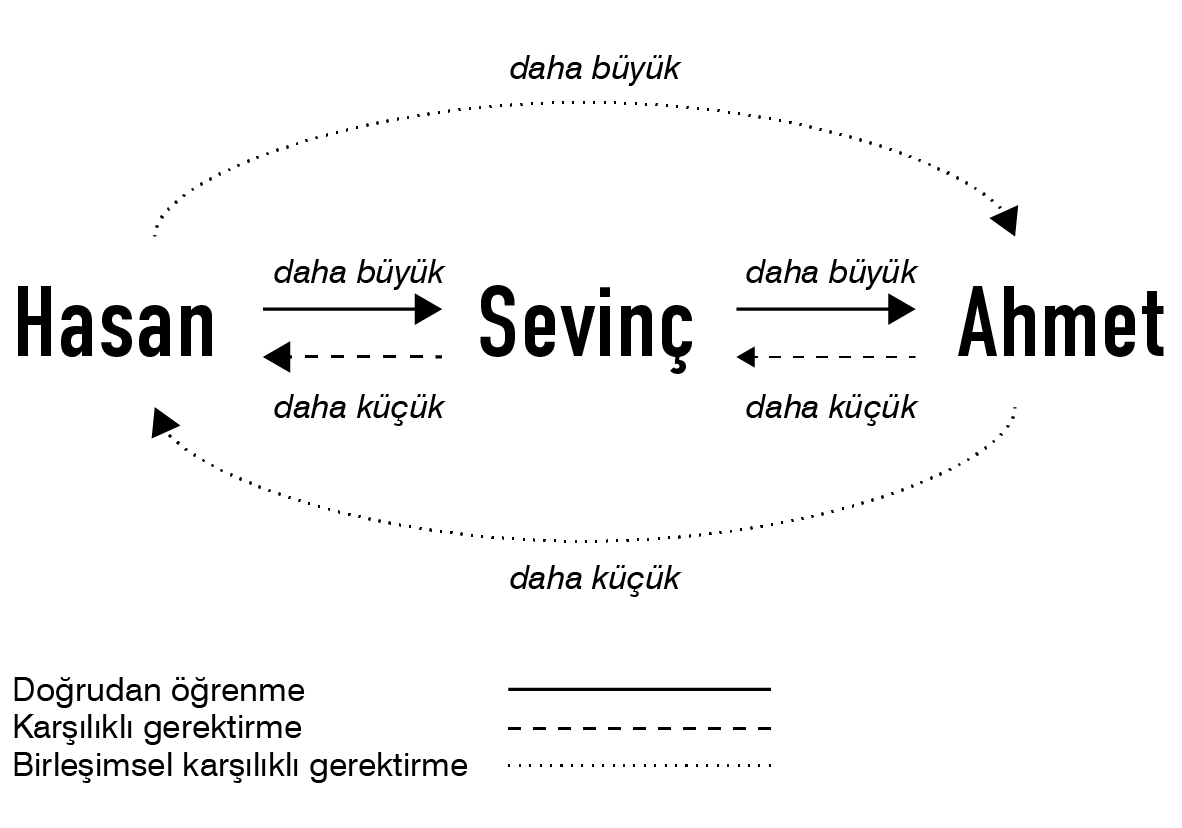 daha büyük
daha büyük daha büyük
Hasan Sevinç Ahmet
daha küçük daha küçük
daha küçük
Doğrudan öğrenme
Karşılıklı gerektirme
Birleşimsel karşılıklı gerektirme